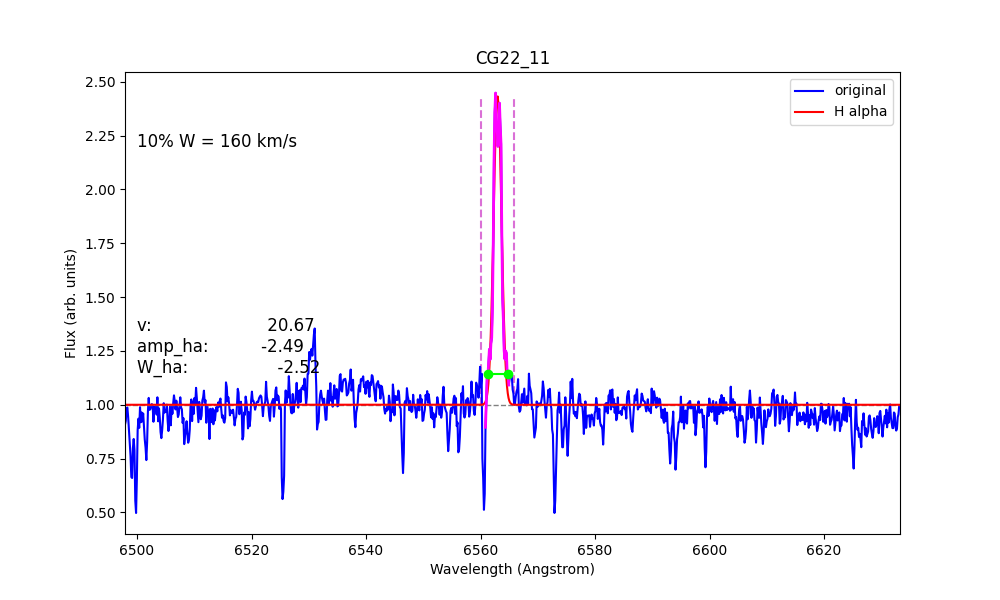 CG22_11
original
H alpha
10% W = 160 km/s
v: 20.67
amp_ha: -2.49
W_ha: -2.52
Flux (arb. units)
2.50
2.25
2.00
1.75
1.50
1.25
1.00
0.75
0.50
6500 6520 6540 6560 6580 6600 6620
Wavelength (Angstrom)